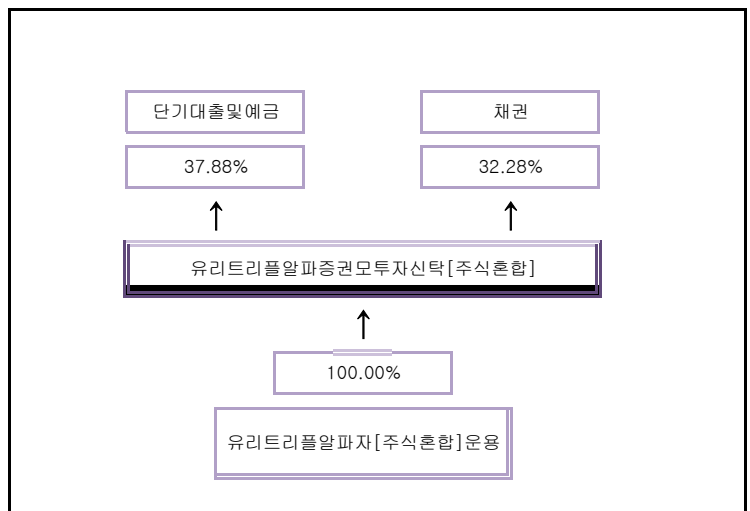 단기대출및예금
채권
37.88%
32.28%
↑
↑
유리트리플알파증권모투자신탁[주식혼합]
↑
100.00%
유리트리플알파자[주식혼합]운용